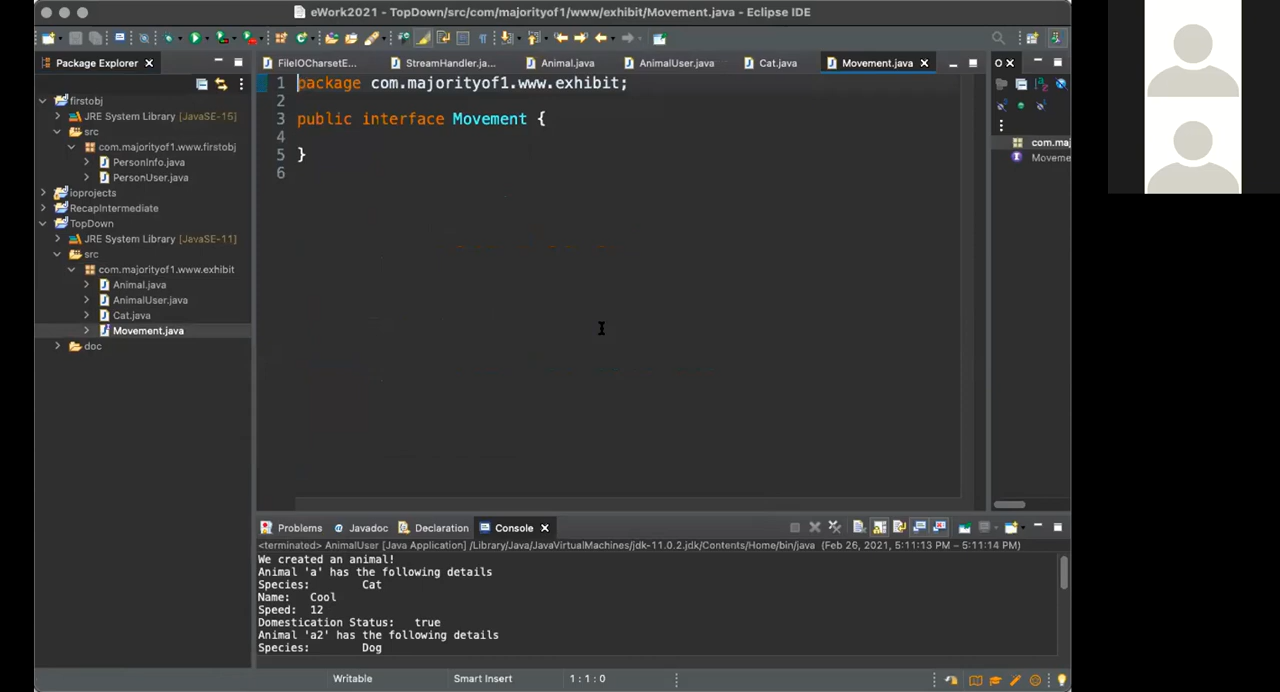 eWork2021 - TopDown/src/com/majorityof1/www/exhibit/Movement.java - Eclipse IDE
Package Explorer
FileIOCharsetE...
StreamHandler.ja...
Animal.java
AnimalUser.java
Cat.java
Movement.java
O
firstobj
JRE System Library [JavaSE-15]
src
com.majorityof1.www.firstobj
PersonInfo.java
PersonUser.java
ioprojects
RecapIntermediate
TopDown
JRE System Library [JavaSE-11]
src
com.majorityof1.www.exhibit
Animal.java
AnimalUser.java
Cat.java
Movement.java
doc
1 package com.majorityof1.www.exhibit;
2
3 public interface Movement {
4
5 }
6
com.maj
Moveme
Problems
Javadoc
Declaration
Console
<terminated> AnimalUser [Java Application] /Library/Java/JavaVirtualMachines/jdk-11.0.2.jdk/Contents/Home/bin/java (Feb 26, 2021, 5:11:13 PM – 5:11:14 PM)
We created an animal!
Animal 'a' has the following details
Species: Cat
Name: Cool
Speed: 12
Domestication Status: true
Animal 'a2' has the following details
Species: Dog
Writable
Smart Insert
1 : 1 : 0